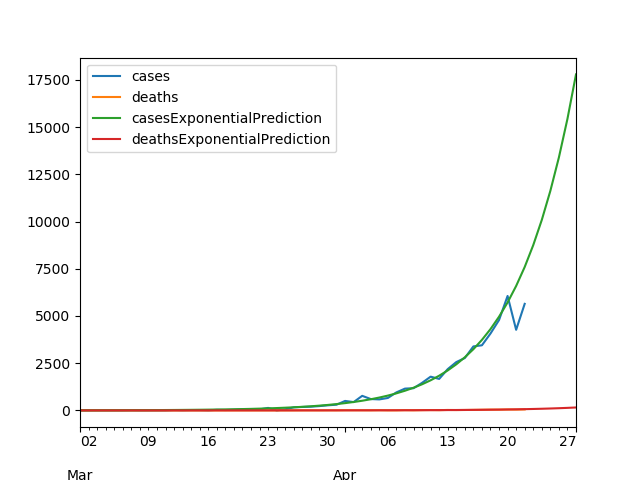 cases
deaths
casesExponentialPrediction
deathsExponentialPrediction
17500
15000
12500
10000
7500
5000
2500
0
02 09 16 23 30 06 13 20 27
Mar Apr